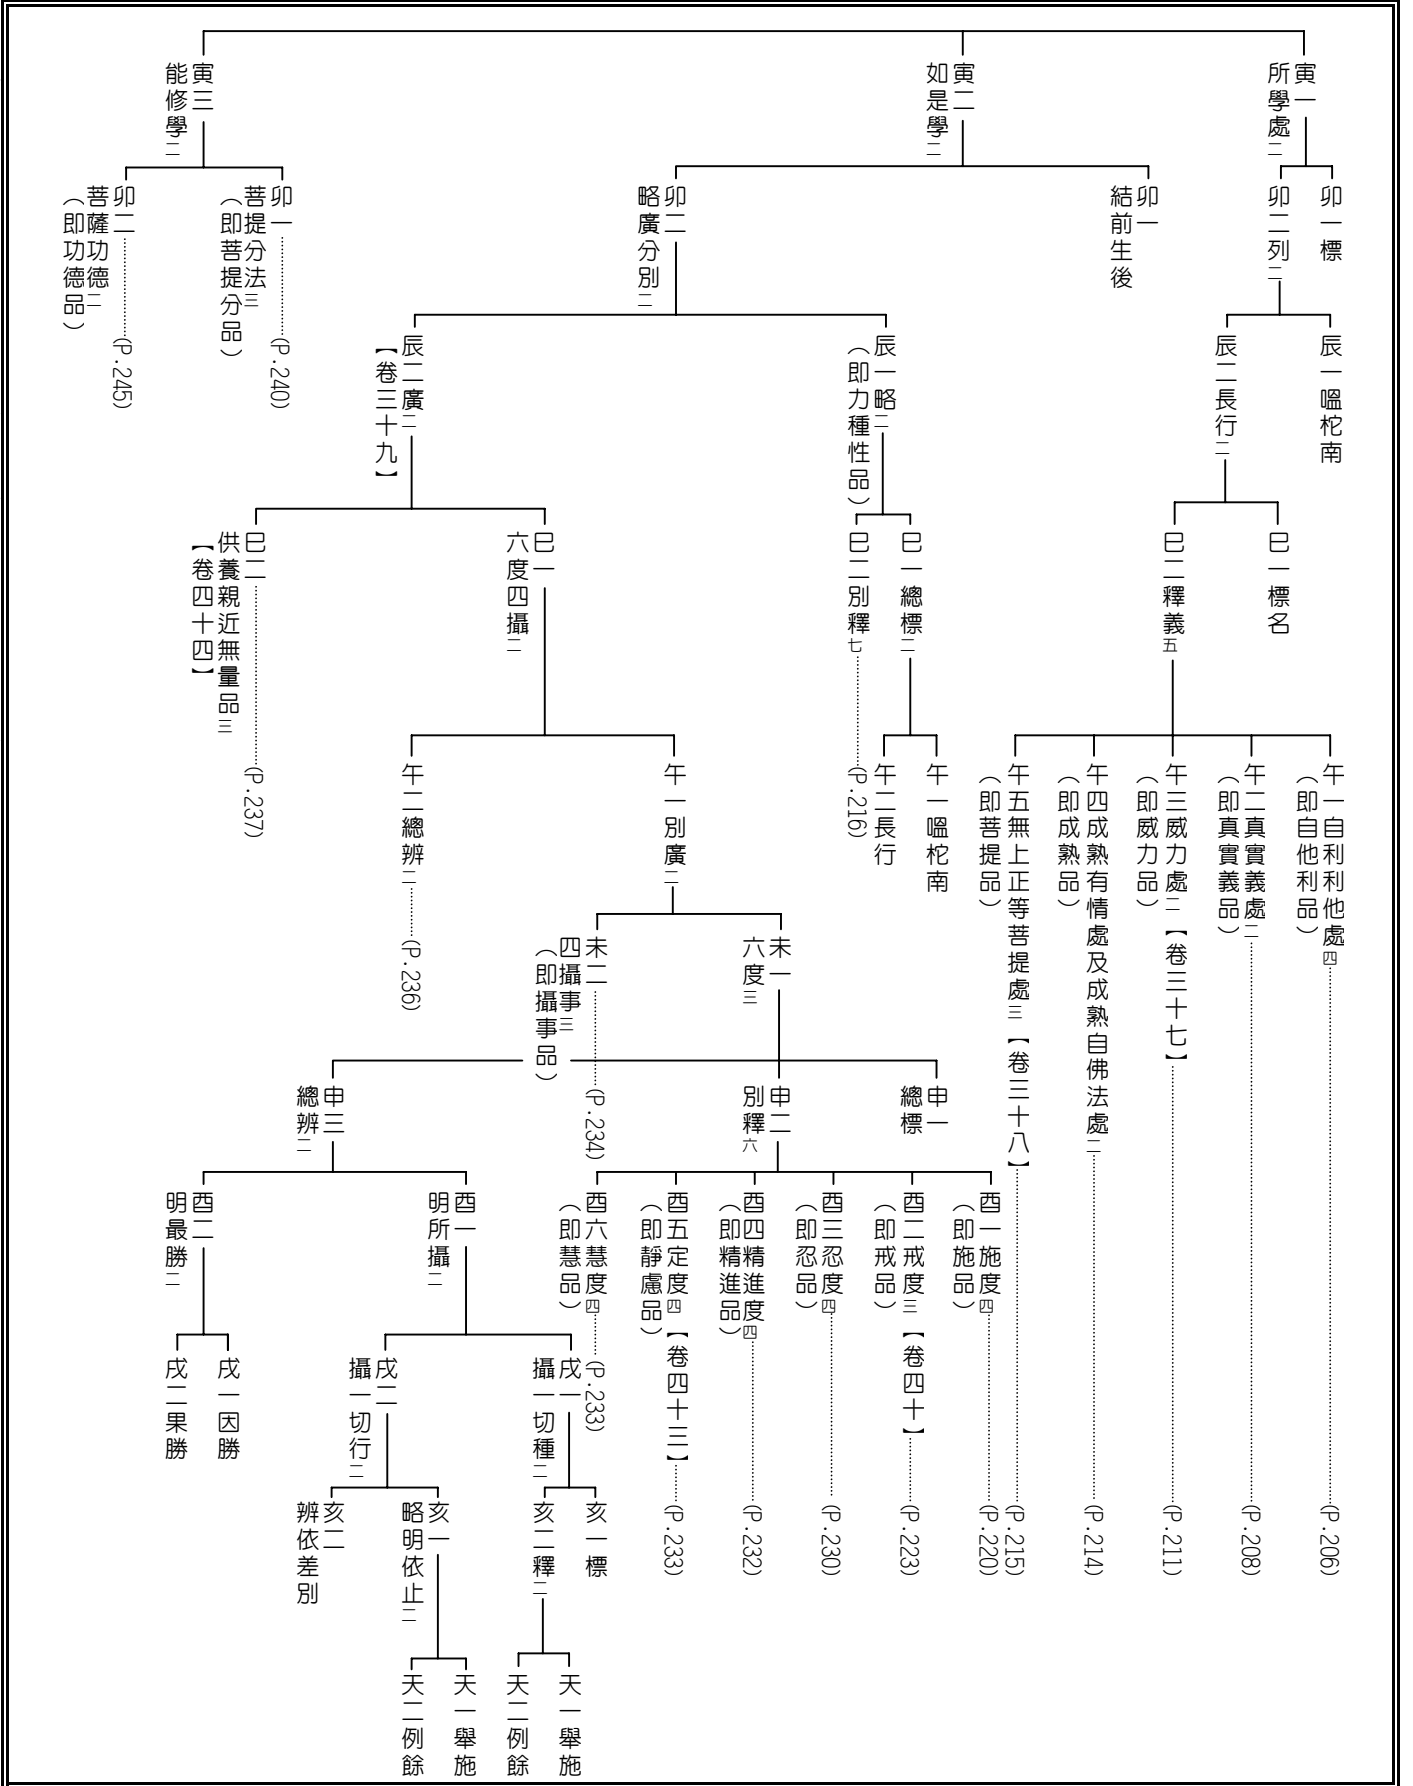 寅一
所學處二
卯一標
卯二列二
辰一嗢柁南
辰二長行二
巳一標名
巳二釋義五
午一自利利他處四
（即自他利品）
(P.206)
午二真實義處二
（即真實義品）
(P.208)
午三威力處二【卷三十七】
（即威力品）
(P.211)
午四成熟有情處及成熟自佛法處二
（即成熟品）
(P.214)
午五無上正等菩提處三【卷三十八】
（即菩提品）
(P.215)
寅二
如是學二
卯一
結前生後
卯二
略廣分別二
辰一略二
（即力種性品）
巳一總標二
午一嗢柁南
午二長行
巳二別釋七
(P.216)
辰二廣二
【卷三十九】
巳一
六度四攝二
午一別廣二
未一
六度三
申一
總標
申二
別釋六
酉一施度四
（即施品）
(P.220)
酉二戒度三【卷四十】
（即戒品）
(P.223)
酉三忍度四
（即忍品）
(P.230)
酉四精進度四
（即精進品）
(P.232)
酉五定度四【卷四十三】
（即靜慮品）
(P.233)
酉六慧度四
（即慧品）
(P.233)
申三
總辨二
酉一
明所攝二
戌一
攝一切種二
亥一標
亥二釋二
天一舉施
天二例餘
戌二
攝一切行二
亥一
略明依止二
天一舉施
天二例餘
亥二
辨依差別
酉二
明最勝二
戌一因勝
戌二果勝
未二
四攝事三
（即攝事品）
(P.234)
午二總辨二
(P.236)
巳二
供養親近無量品三
【卷四十四】
(P.237)
寅三
能修學二
卯一
菩提分法三
（即菩提分品）
(P.240)
卯二
菩薩功德二
（即功德品）
(P.245)